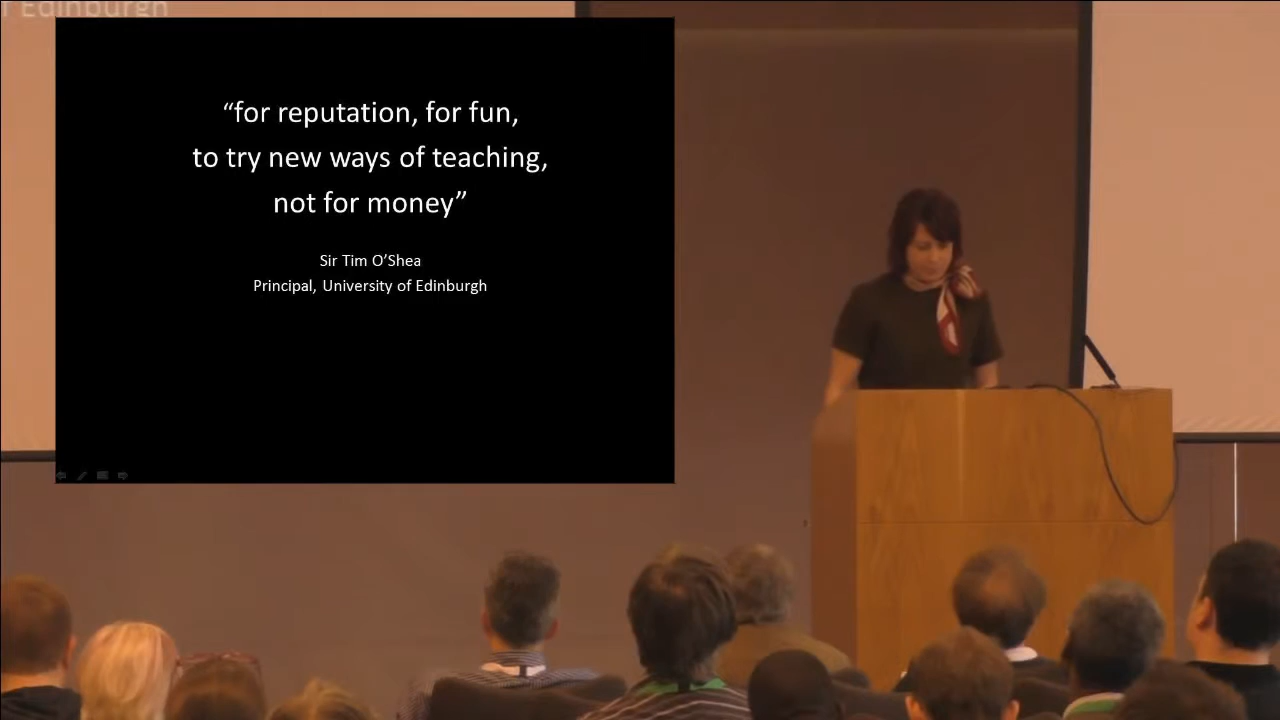 Edinburgh
“for reputation, for fun,
to try new ways of teaching,
not for money”
Sir Tim O’Shea
Principal, University of Edinburgh